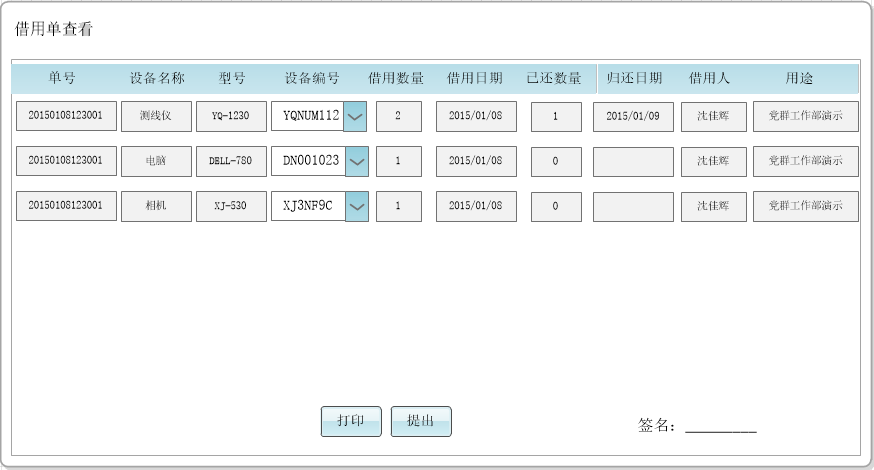 借用单查看
单号 设备名称 型号 设备编号 借用数量 借用日期 已还数量 归还日期 借用人 用途
20150108123001 测线仪 YQ-1230 YQNUM112 2 2015/01/08 1 2015/01/09 沈佳辉 党群工作部演示
20150108123001 电脑 DELL-780 DN001023 1 2015/01/08 0 沈佳辉 党群工作部演示
20150108123001 相机 XJ-530 XJ3NF9C 1 2015/01/08 0 沈佳辉 党群工作部演示
打印 提出 签名：_________